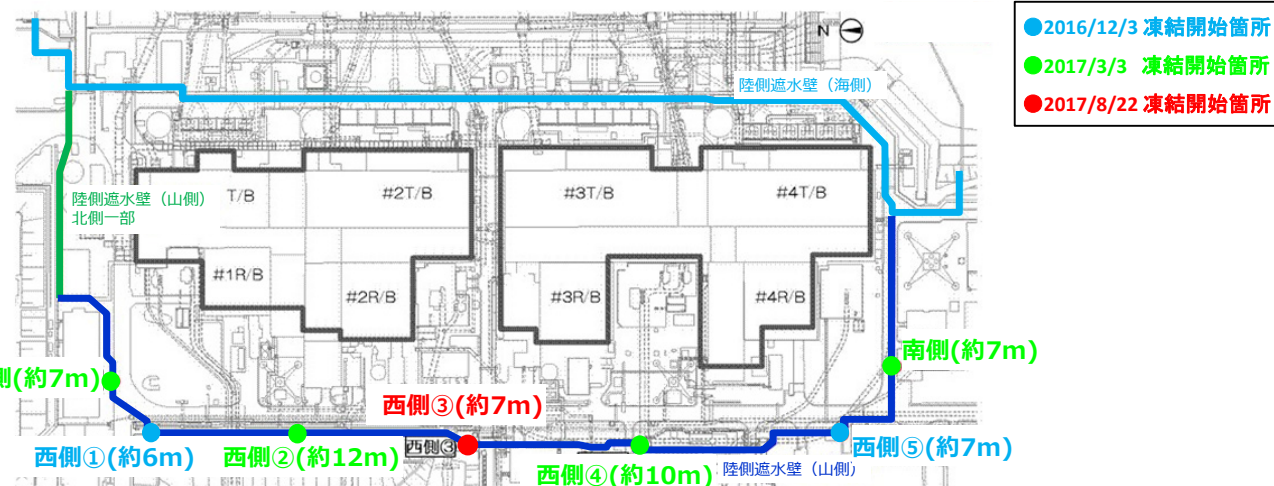 2016/12/3 凍結開始箇所
2017/3/3 凍結開始箇所
2017/8/22 凍結開始箇所
N
陸側遮水壁（海側）
陸側遮水壁（山側）
北側一部
T/B
#2T/B
#3T/B
#4T/B
#1R/B
#2R/B
#3R/B
#4R/B
側(約7m)
南側(約7m)
西側③(約7m)
西側③
西側①(約6m)
西側②(約12m)
西側④(約10m)
西側⑤(約7m)
陸側遮水壁（山側）